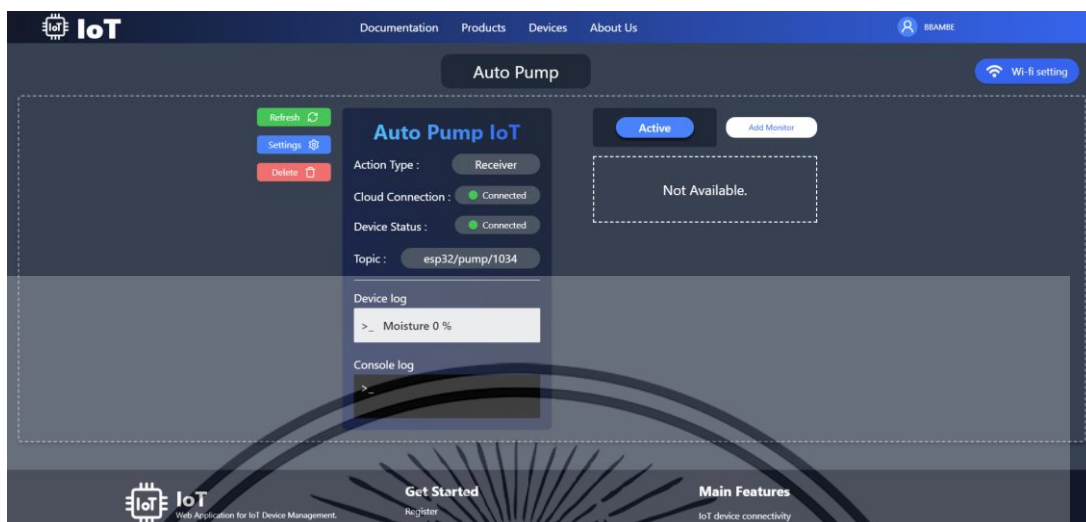 IoT IoT
Documentation Products Devices About Us
BBAMBE
Auto Pump
Wi-fi setting
Refresh
Settings
Delete
Auto Pump IoT
Action Type : Receiver
Cloud Connection : Connected
Device Status : Connected
Topic : esp32/pump/1034
Device log
>_ Moisture 0 %
Console log
>_
Active
Add Monitor
Not Available.
IoT IoT
Web Application for IoT Device Management.
Get Started
Register
Main Features
IoT device connectivity